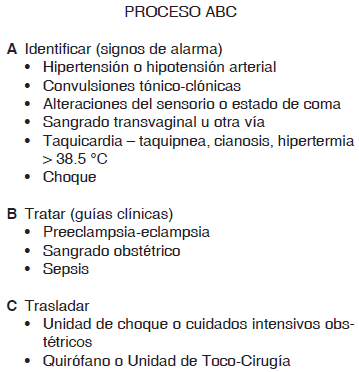 PROCESO ABC
A Identificar (signos de alarma)
• Hipertensión o hipotensión arterial
• Convulsiones tónico-clónicas
• Alteraciones del sensorio o estado de coma
• Sangrado transvaginal u otra vía
• Taquicardia – taquipnea, cianosis, hipertermia
> 38.5 °C
• Choque
B Tratar (guías clínicas)
• Preeclampsia-eclampsia
• Sangrado obstétrico
• Sepsis
C Trasladar
• Unidad de choque o cuidados intensivos obs-
tétricos
• Quirófano o Unidad de Toco-Cirugía